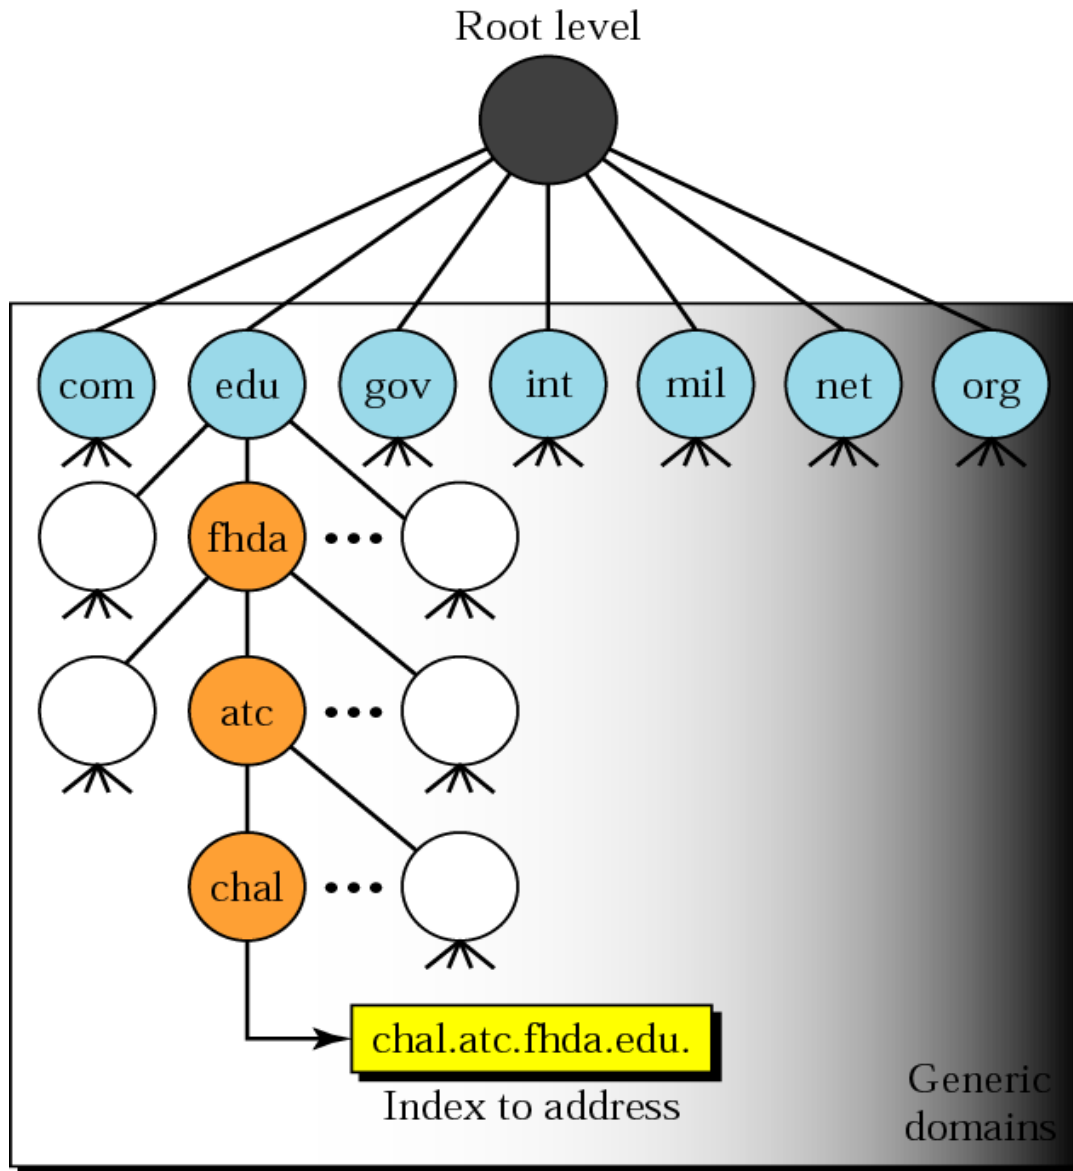 Root level
com edu gov int mil net org
fhda •••
atc •••
chal •••
chal.atc.fhda.edu.
Index to address
Generic
domains